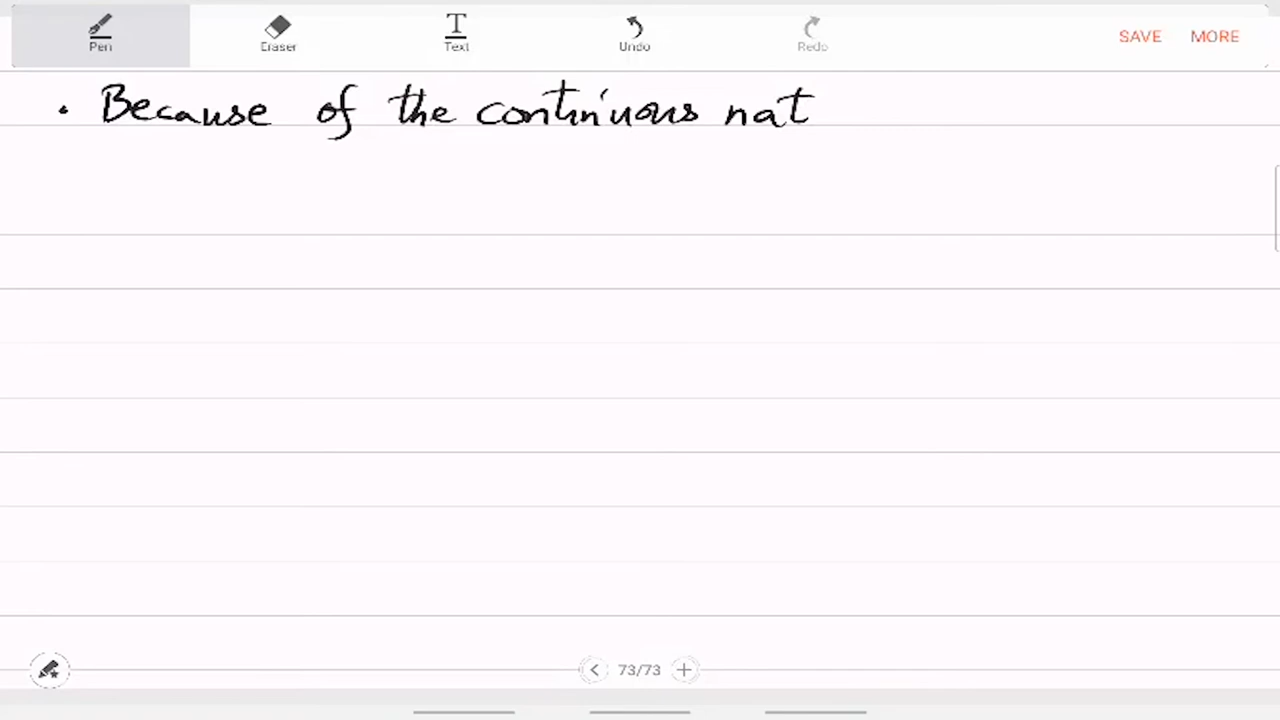 Pen Eraser Text Undo Redo SAVE MORE
• Because of the continuous nat
73/73